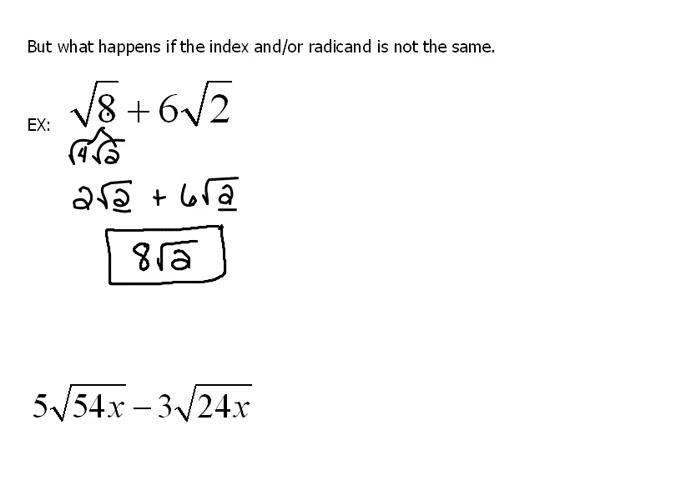 But what happens if the index and/or radicand is not the same.
EX: √8 + 6√2
√4√2
2√2 + 6√2
8√2
5√54x − 3√24x